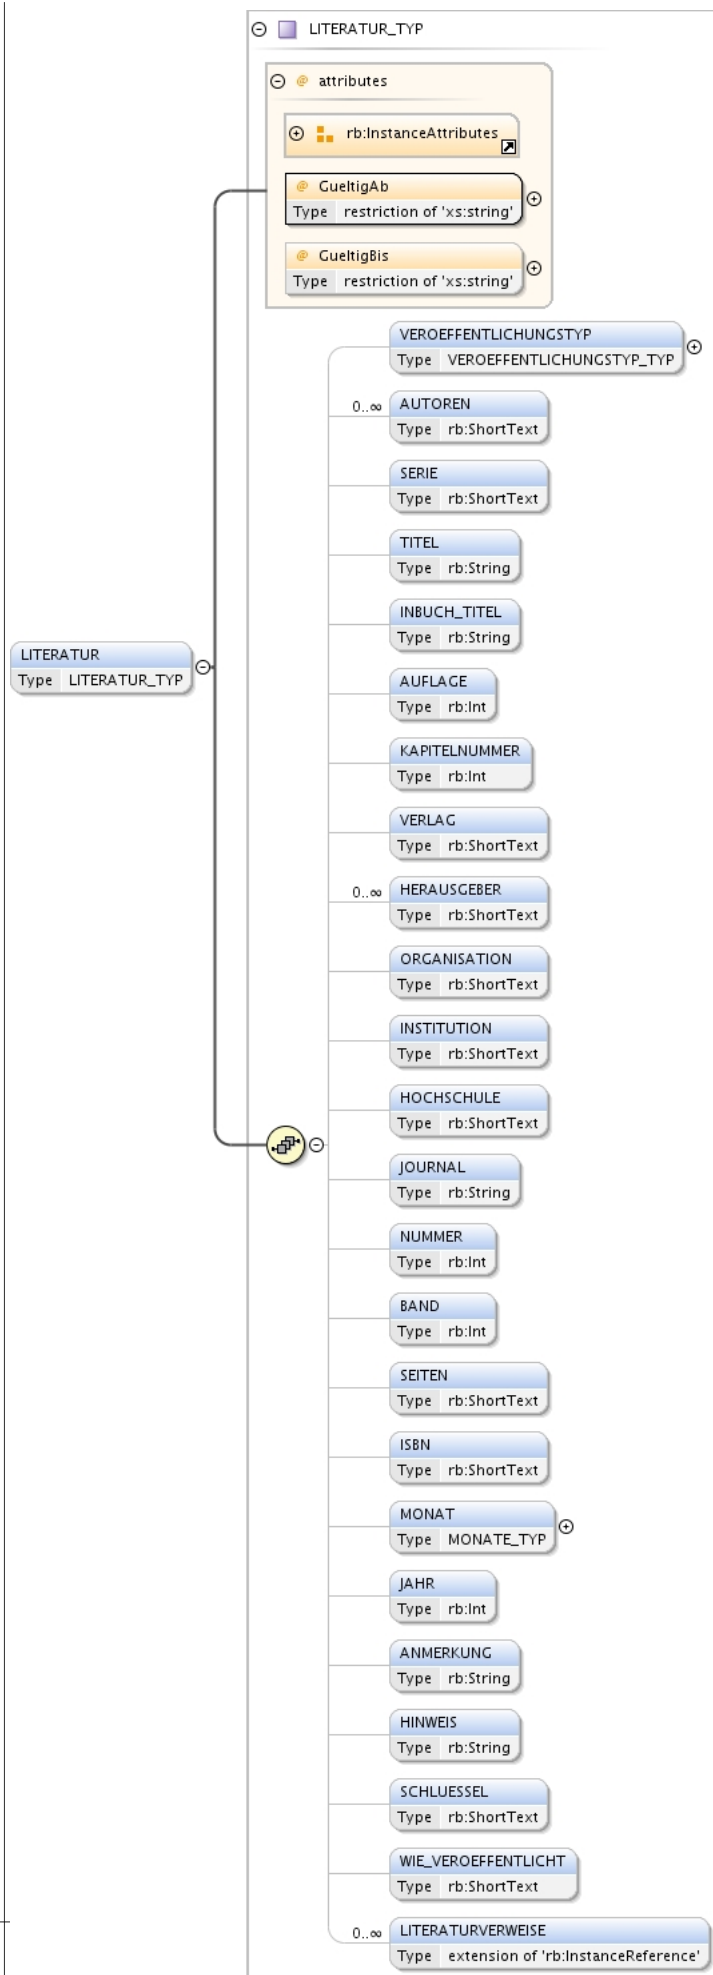 LITERATUR_TYP
@ attributes
rb:InstanceAttributes
@ GueltigAb
Type restriction of 'xs:string'
@ GueltigBis
Type restriction of 'xs:string'
VEROEFFENTLICHUNGSTYP
Type VEROEFFENTLICHUNGSTYP_TYP
0..∞ AUTOREN
Type rb:ShortText
SERIE
Type rb:ShortText
TITEL
Type rb:String
INBUCH_TITEL
Type rb:String
LITERATUR
Type LITERATUR_TYP
AUFLAGE
Type rb:Int
KAPITELNUMMER
Type rb:Int
VERLAG
Type rb:ShortText
0..∞ HERAUSGEBER
Type rb:ShortText
ORGANISATION
Type rb:ShortText
INSTITUTION
Type rb:ShortText
HOCHSCHULE
Type rb:ShortText
JOURNAL
Type rb:String
NUMMER
Type rb:Int
BAND
Type rb:Int
SEITEN
Type rb:ShortText
ISBN
Type rb:ShortText
MONAT
Type MONATE_TYP
JAHR
Type rb:Int
ANMERKUNG
Type rb:String
HINWEIS
Type rb:String
SCHLUESSEL
Type rb:ShortText
WIE_VEROEFFENTLICHT
Type rb:ShortText
0..∞ LITERATURVERWEISE
Type extension of 'rb:InstanceReference'